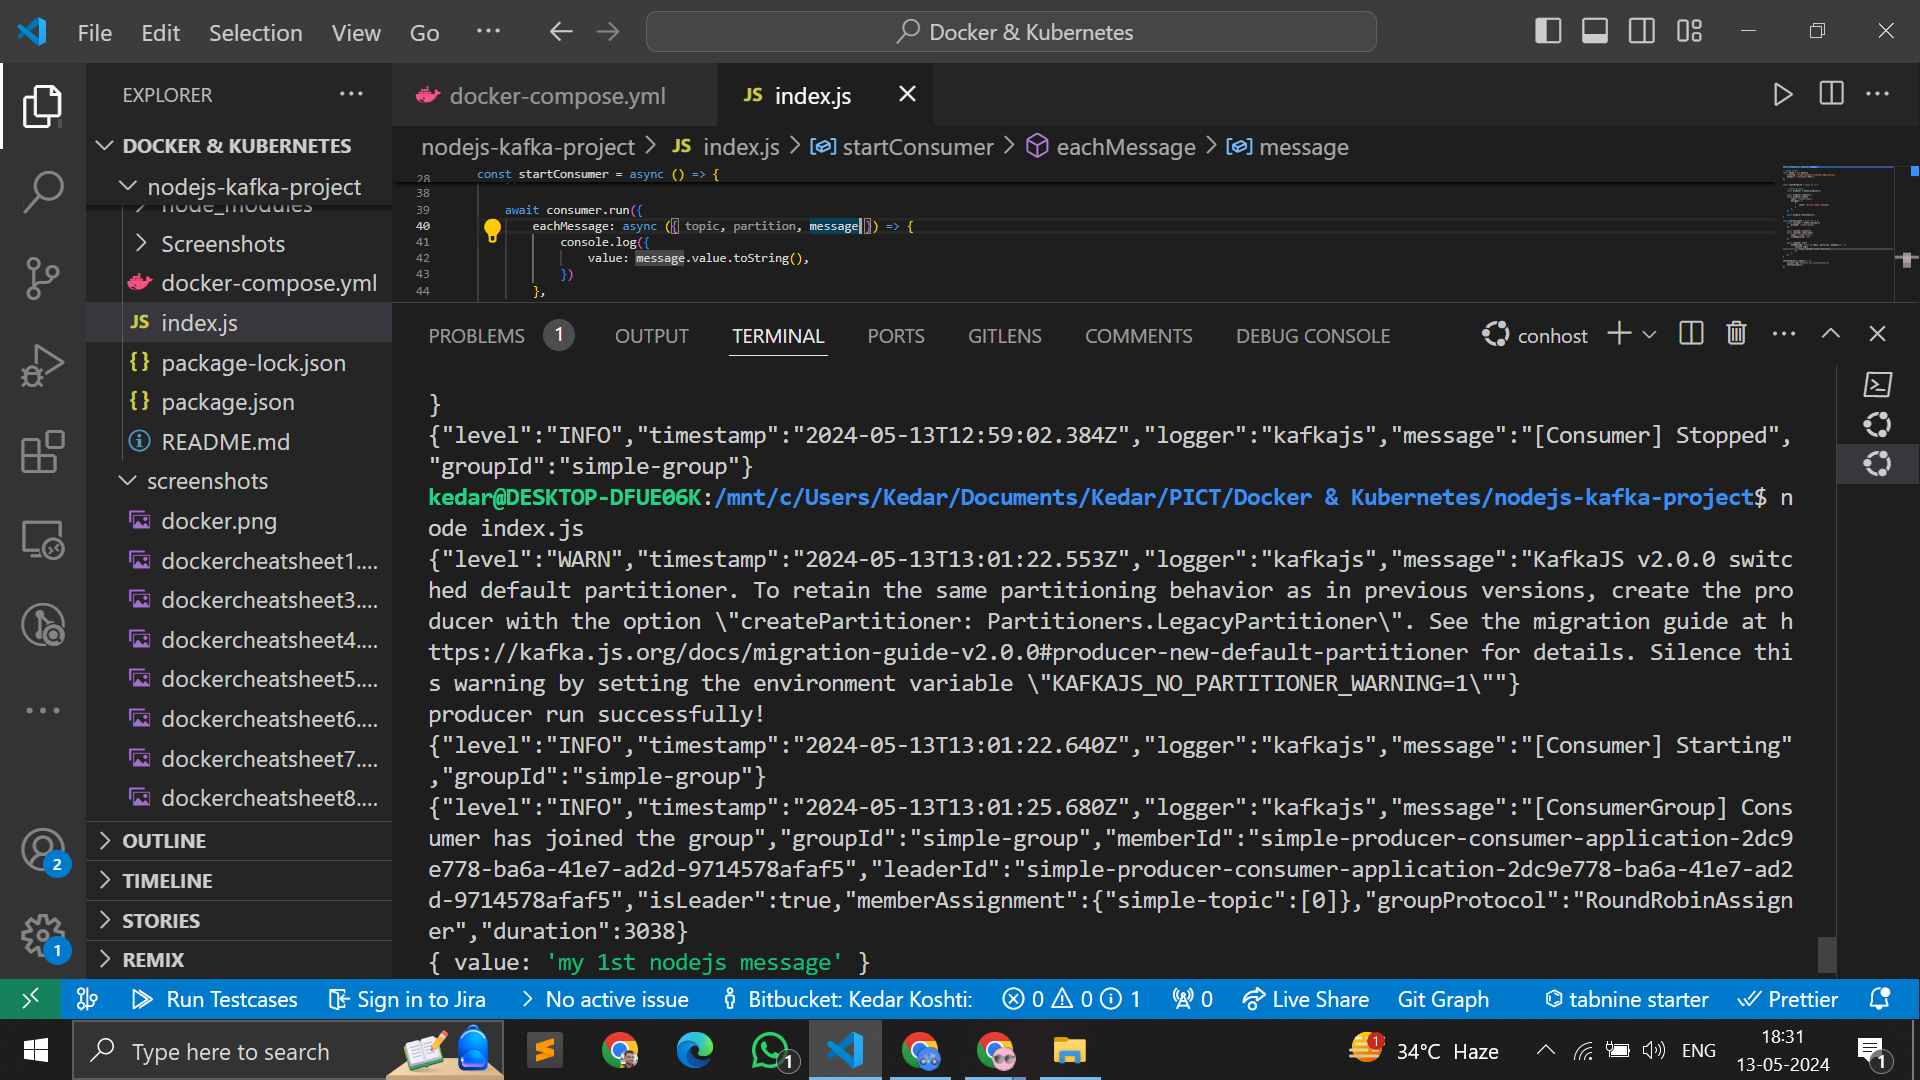 File Edit Selection View Go ··· Docker & Kubernetes
EXPLORER ···
DOCKER & KUBERNETES
nodejs-kafka-project
node_modules
Screenshots
docker-compose.yml
JS index.js
{} package-lock.json
{} package.json
README.md
screenshots
docker.png
dockercheatsheet1....
dockercheatsheet3....
dockercheatsheet4....
dockercheatsheet5....
dockercheatsheet6....
dockercheatsheet7....
dockercheatsheet8....
OUTLINE
TIMELINE
STORIES
REMIX
2
1
docker-compose.yml JS index.js
nodejs-kafka-project > JS index.js > startConsumer > eachMessage > message
28 const startConsumer = async () => {
38
39 await consumer.run({
40 eachMessage: async ({ topic, partition, message }) => {
41 console.log({
42 value: message.value.toString(),
43 })
44 },
PROBLEMS 1 OUTPUT TERMINAL PORTS GITLENS COMMENTS DEBUG CONSOLE conhost
}
{"level":"INFO","timestamp":"2024-05-13T12:59:02.384Z","logger":"kafkajs","message":"[Consumer] Stopped",
"groupId":"simple-group"}
kedar@DESKTOP-DFUE06K:/mnt/c/Users/Kedar/Documents/Kedar/PICT/Docker & Kubernetes/nodejs-kafka-project$ n
ode index.js
{"level":"WARN","timestamp":"2024-05-13T13:01:22.553Z","logger":"kafkajs","message":"KafkaJS v2.0.0 switc
hed default partitioner. To retain the same partitioning behavior as in previous versions, create the pro
ducer with the option \"createPartitioner: Partitioners.LegacyPartitioner\". See the migration guide at h
ttps://kafka.js.org/docs/migration-guide-v2.0.0#producer-new-default-partitioner for details. Silence thi
s warning by setting the environment variable \"KAFKAJS_NO_PARTITIONER_WARNING=1\""}
producer run successfully!
{"level":"INFO","timestamp":"2024-05-13T13:01:22.640Z","logger":"kafkajs","message":"[Consumer] Starting"
,"groupId":"simple-group"}
{"level":"INFO","timestamp":"2024-05-13T13:01:25.680Z","logger":"kafkajs","message":"[ConsumerGroup] Cons
umer has joined the group","groupId":"simple-group","memberId":"simple-producer-consumer-application-2dc9
e778-ba6a-41e7-ad2d-9714578afaf5","leaderId":"simple-producer-consumer-application-2dc9e778-ba6a-41e7-ad2
d-9714578afaf5","isLeader":true,"memberAssignment":{"simple-topic":[0]},"groupProtocol":"RoundRobinAssign
er","duration":3038}
{ value: 'my 1st nodejs message' }
Run Testcases Sign in to Jira No active issue Bitbucket: Kedar Koshti: 0 0 1 0 Live Share Git Graph tabnine starter Prettier
Type here to search 1 1 34°C Haze ENG 18:31 1
13-05-2024